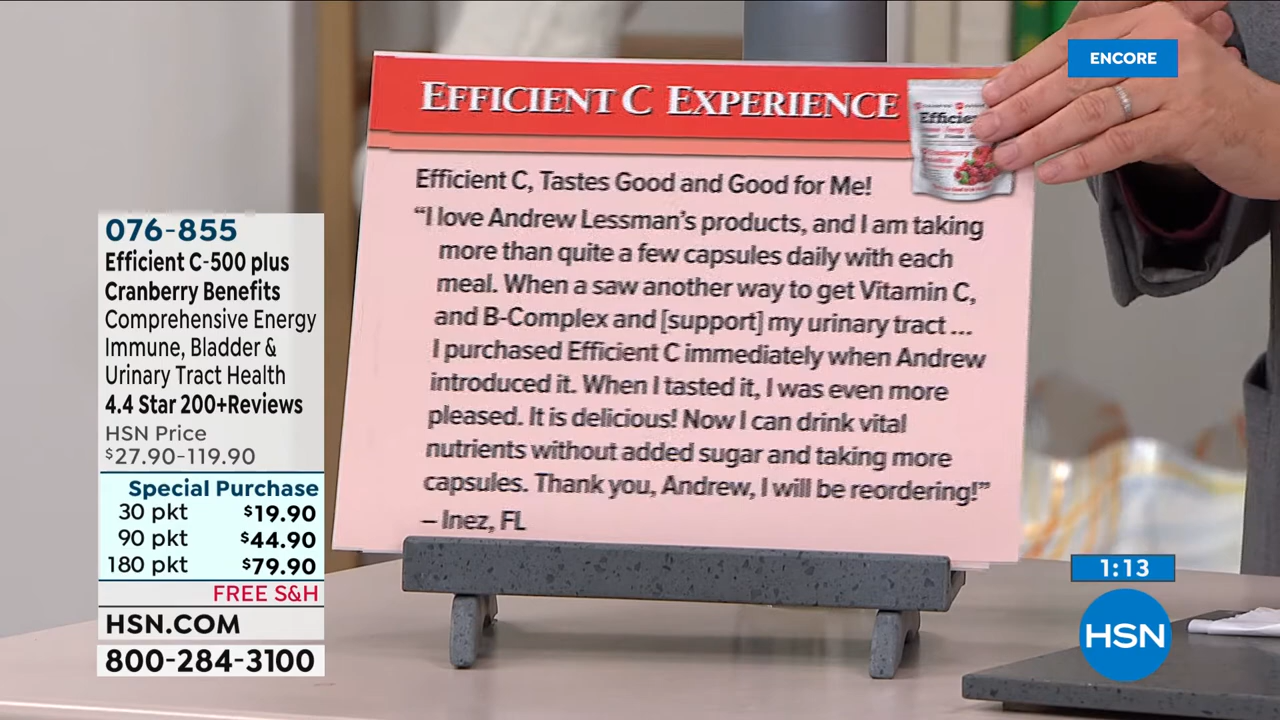 ENCORE
EFFICIENT C EXPERIENCE
Efficient C, Tastes Good and Good for Me!
“I love Andrew Lessman’s products, and I am taking
more than quite a few capsules daily with each
meal. When a saw another way to get Vitamin C,
and B-Complex and [support] my urinary tract ...
I purchased Efficient C immediately when Andrew
introduced it. When I tasted it, I was even more
pleased. It is delicious! Now I can drink vital
nutrients without added sugar and taking more
capsules. Thank you, Andrew, I will be reordering!”
– Inez, FL
076-855
Efficient C-500 plus
Cranberry Benefits
Comprehensive Energy
Immune, Bladder &
Urinary Tract Health
4.4 Star 200+Reviews
HSN Price
$27.90-119.90
Special Purchase
30 pkt $19.90
90 pkt $44.90
180 pkt $79.90
FREE S&H
HSN.COM
800-284-3100
1:13
HSN